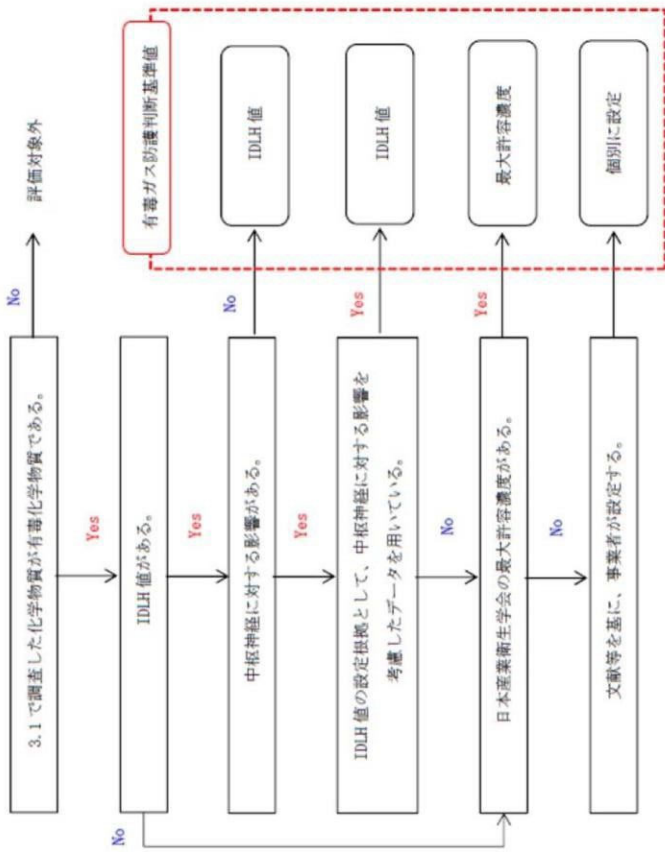 3.1で調査した化学物質が有毒化学物質である。
No
評価対象外
Yes
有毒ガス防護判断基準値
IDLH値がある。
No
Yes
中枢神経に対する影響がある。
No
IDLH値
Yes
IDLH値の設定根拠として、中枢神経に対する影響を
考慮したデータを用いている。
Yes
IDLH値
No
日本産業衛生学会の最大許容濃度がある。
Yes
最大許容濃度
No
文献等を基に、事業者が設定する。
個別に設定